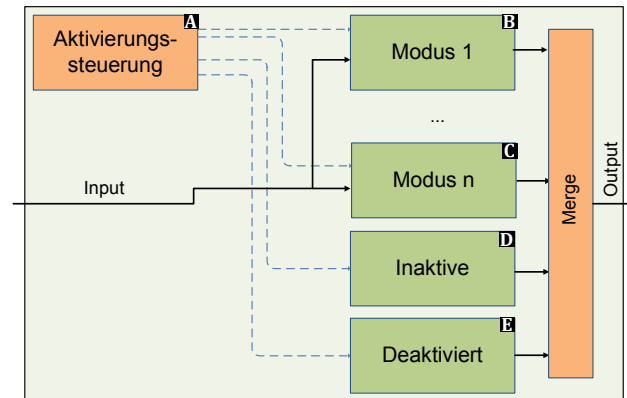 A
Aktivierungs-
steuerung
B
Modus 1
...
C
Modus n
Input
Output
Merge
D
Inaktive
E
Deaktiviert